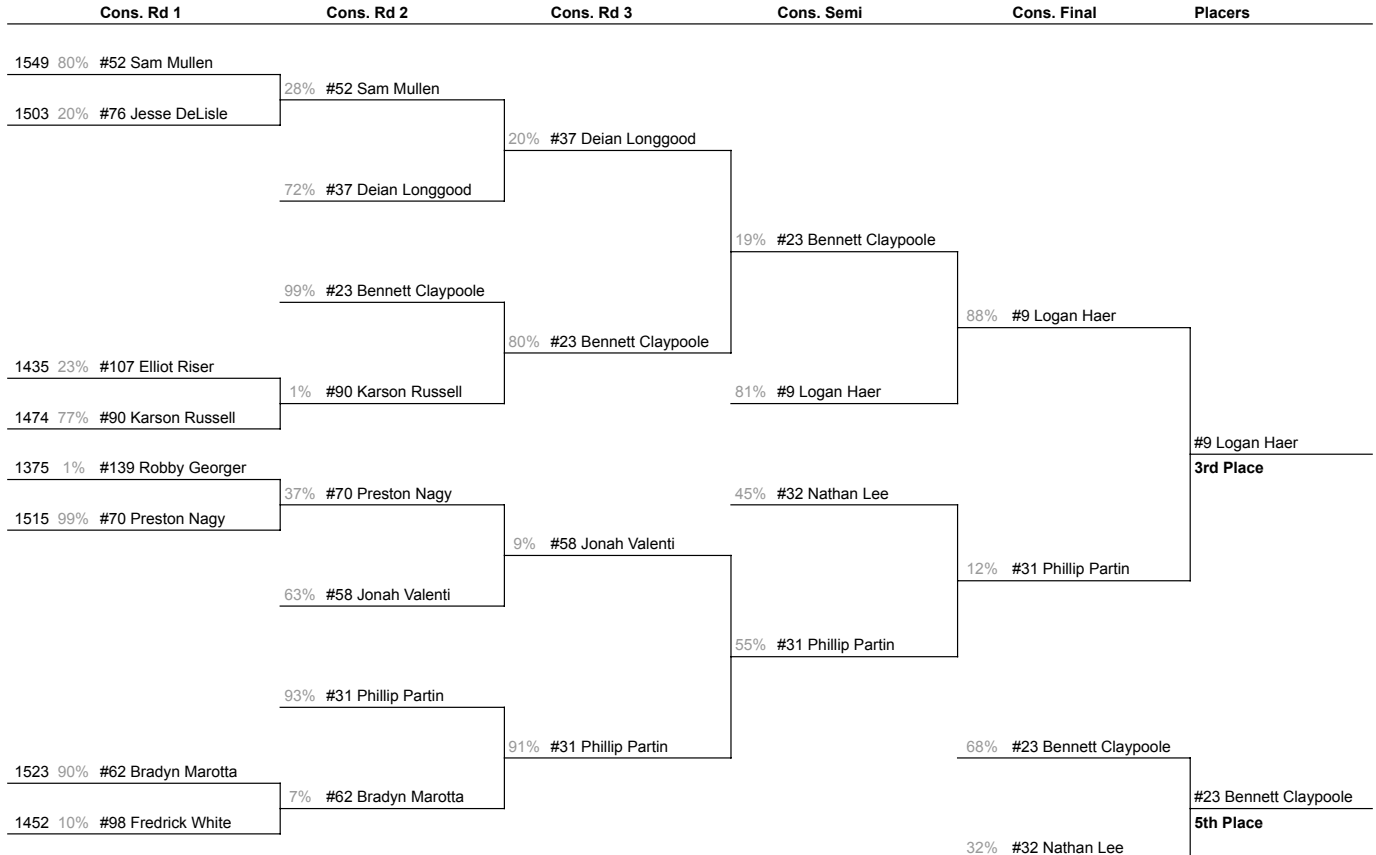 Cons. Rd 1 Cons. Rd 2 Cons. Rd 3 Cons. Semi Cons. Final Placers
1549 80% #52 Sam Mullen
28% #52 Sam Mullen
1503 20% #76 Jesse DeLisle
20% #37 Deian Longgood
72% #37 Deian Longgood
19% #23 Bennett Claypoole
99% #23 Bennett Claypoole
88% #9 Logan Haer
80% #23 Bennett Claypoole
1435 23% #107 Elliot Riser
1% #90 Karson Russell
81% #9 Logan Haer
1474 77% #90 Karson Russell
#9 Logan Haer
1375 1% #139 Robby Georger
3rd Place
37% #70 Preston Nagy
45% #32 Nathan Lee
1515 99% #70 Preston Nagy
9% #58 Jonah Valenti
12% #31 Phillip Partin
63% #58 Jonah Valenti
55% #31 Phillip Partin
93% #31 Phillip Partin
91% #31 Phillip Partin
68% #23 Bennett Claypoole
1523 90% #62 Bradyn Marotta
7% #62 Bradyn Marotta
#23 Bennett Claypoole
1452 10% #98 Fredrick White
5th Place
32% #32 Nathan Lee